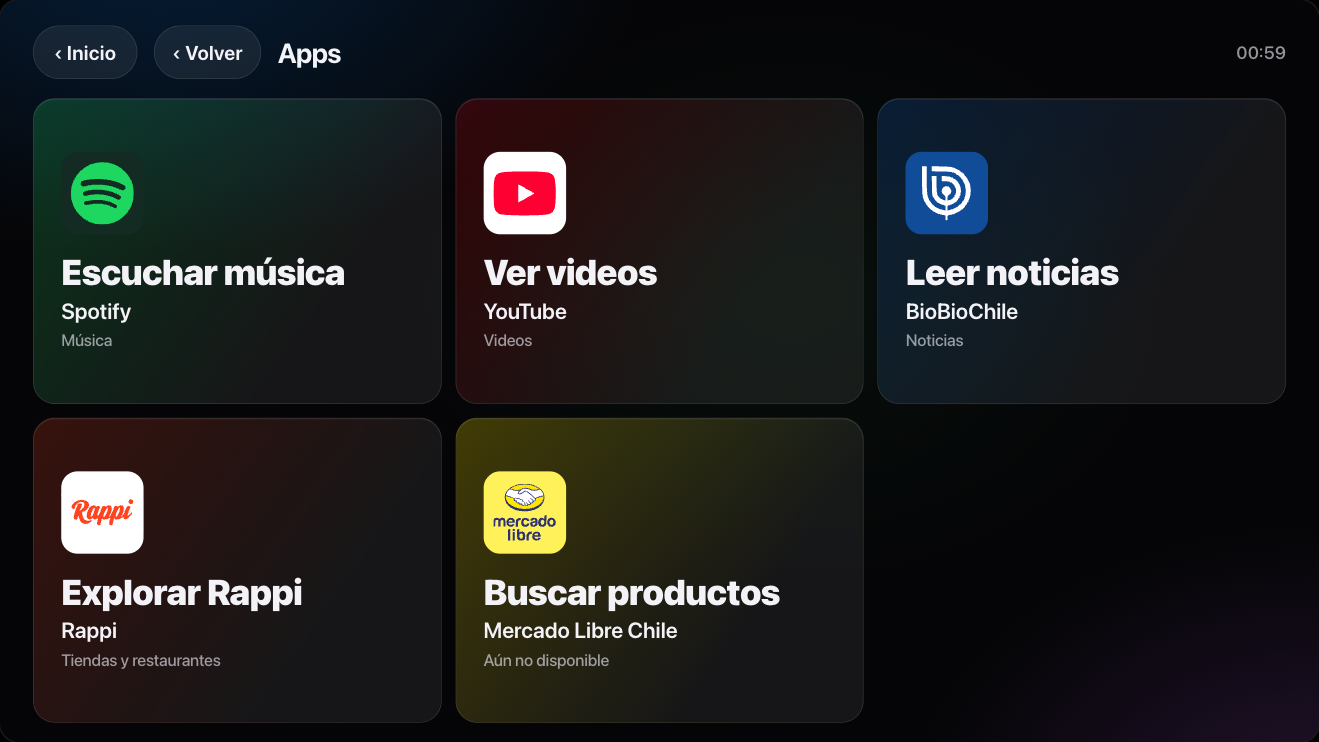 ‹ Inicio
‹ Volver
Apps
00:59
Escuchar música
Spotify
Música
Ver videos
YouTube
Videos
Leer noticias
BioBioChile
Noticias
Rappi
Explorar Rappi
Rappi
Tiendas y restaurantes
mercado
libre
Buscar productos
Mercado Libre Chile
Aún no disponible